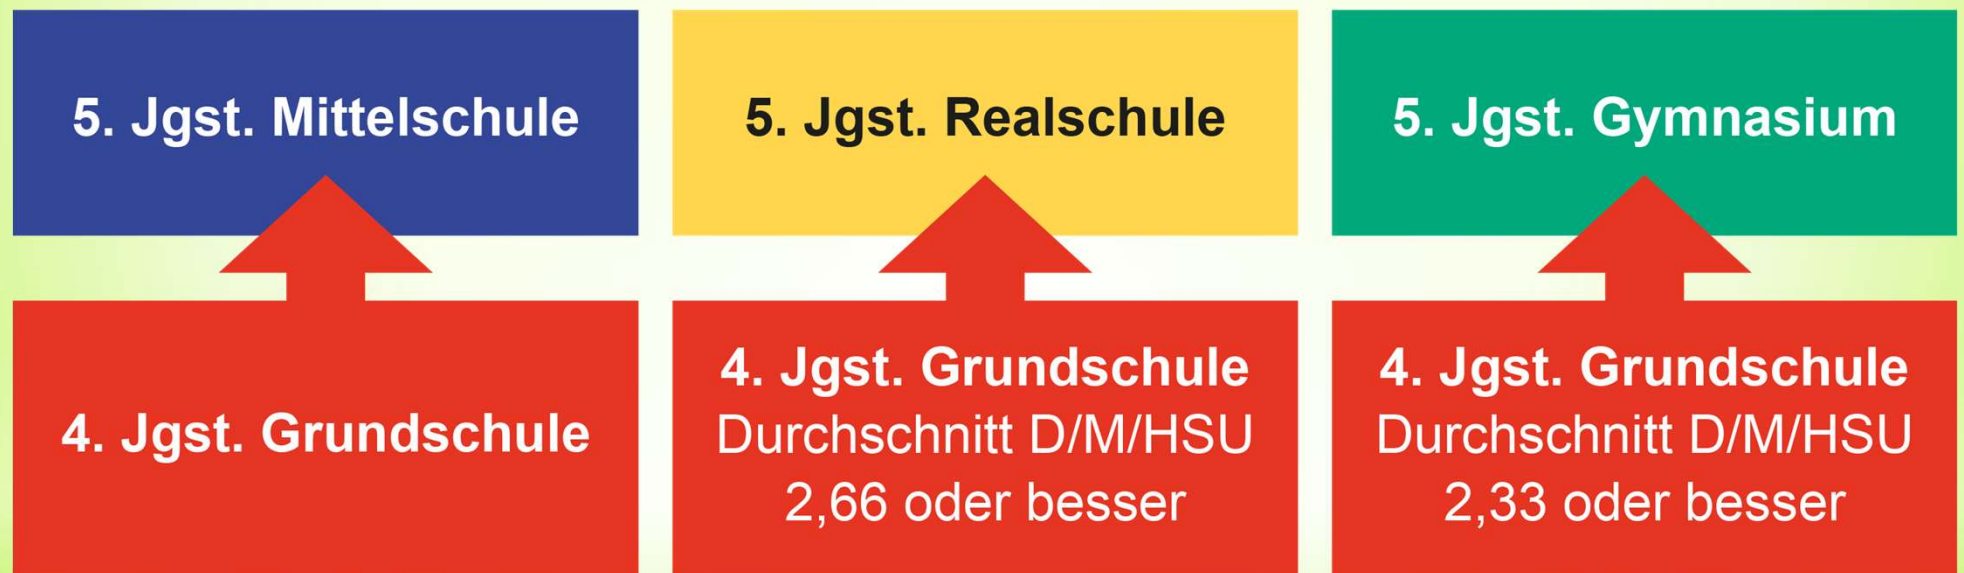 5. Jgst. Mittelschule
5. Jgst. Realschule
5. Jgst. Gymnasium
4. Jgst. Grundschule
4. Jgst. Grundschule
Durchschnitt D/M/HSU
2,66 oder besser
4. Jgst. Grundschule
Durchschnitt D/M/HSU
2,33 oder besser